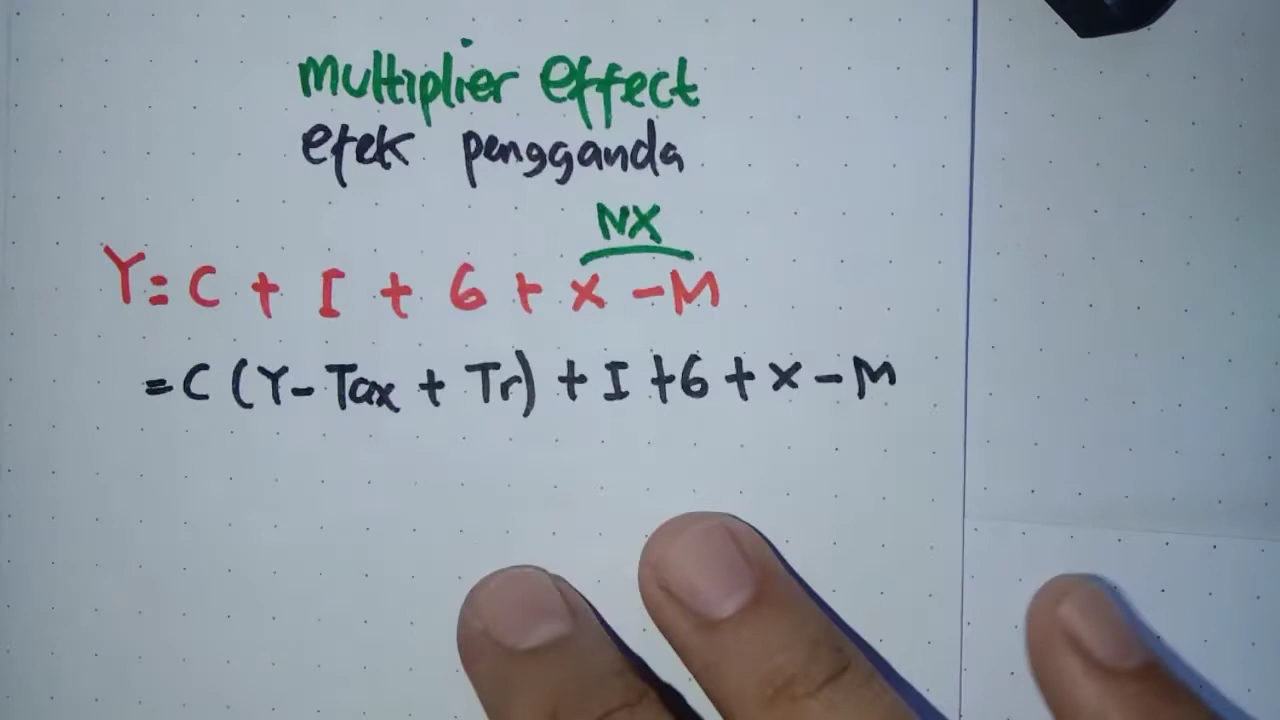 multiplier effect
efek pengganda
NX
Y = C + I + G + X - M
= C (Y - Tax + Tr) + I + G + X - M